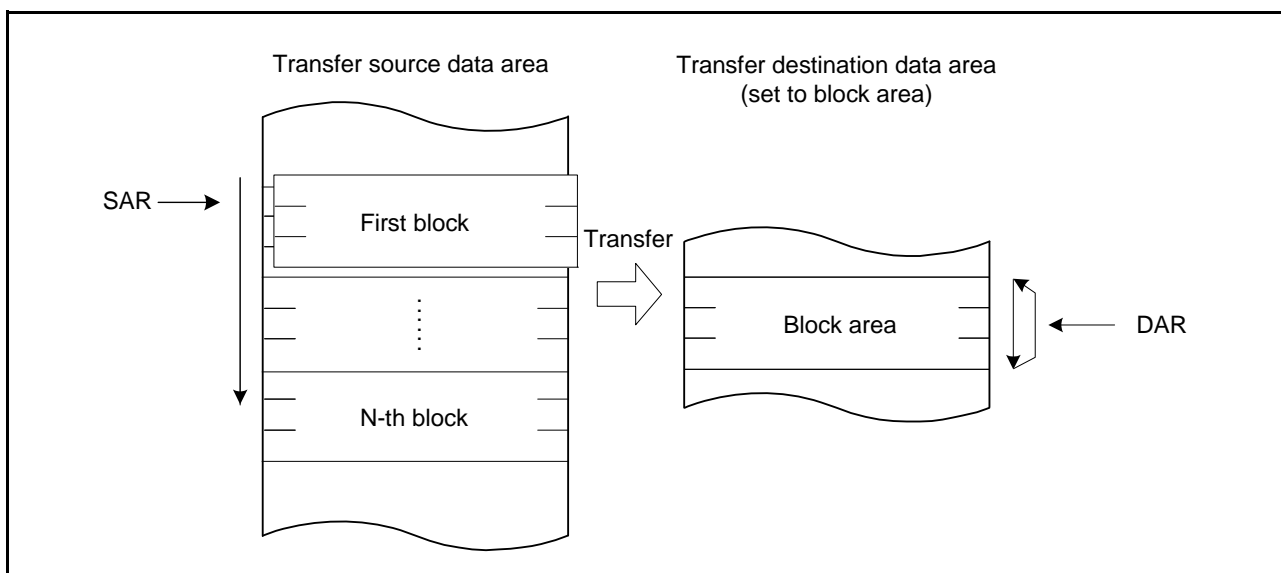 Transfer source data area
Transfer destination data area
(set to block area)
SAR
First block
Transfer
Block area
DAR
N-th block